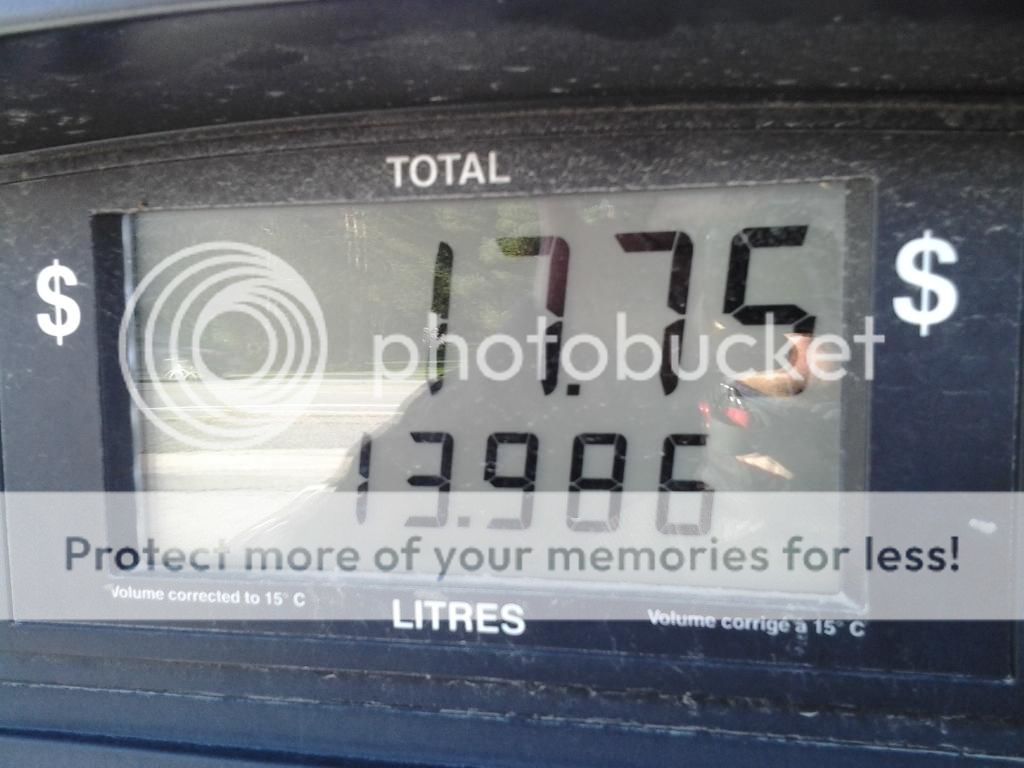 TOTAL
$ 17.75 $
photobucket
13.986
Protect more of your memories for less!
Volume corrected to 15° C
LITRES
Volume corrigé à 15° C